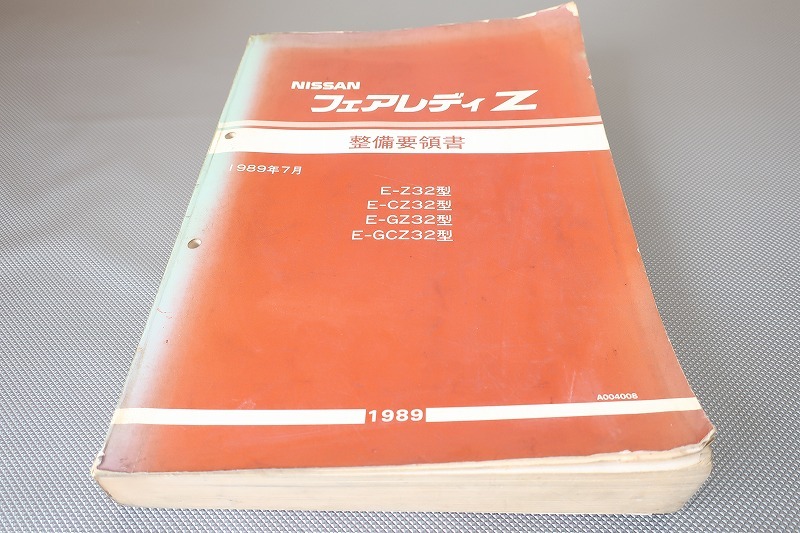 NISSAN
フェアレディ Z
整備要領書
1989年7月
E-Z32型
E-CZ32型
E-GZ32型
E-GCZ32型
A004008
1989